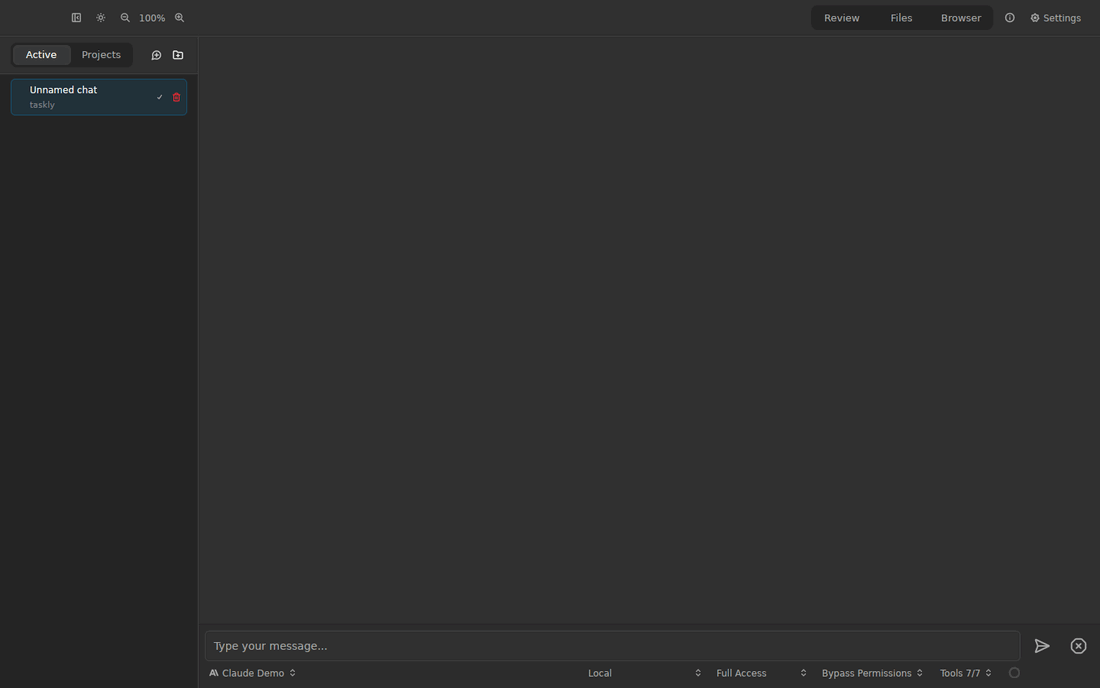 100%
Review
Files
Browser
Settings
Active
Projects
Unnamed chat
taskly
Type your message...
Claude Demo
Local
Full Access
Bypass Permissions
Tools 7/7